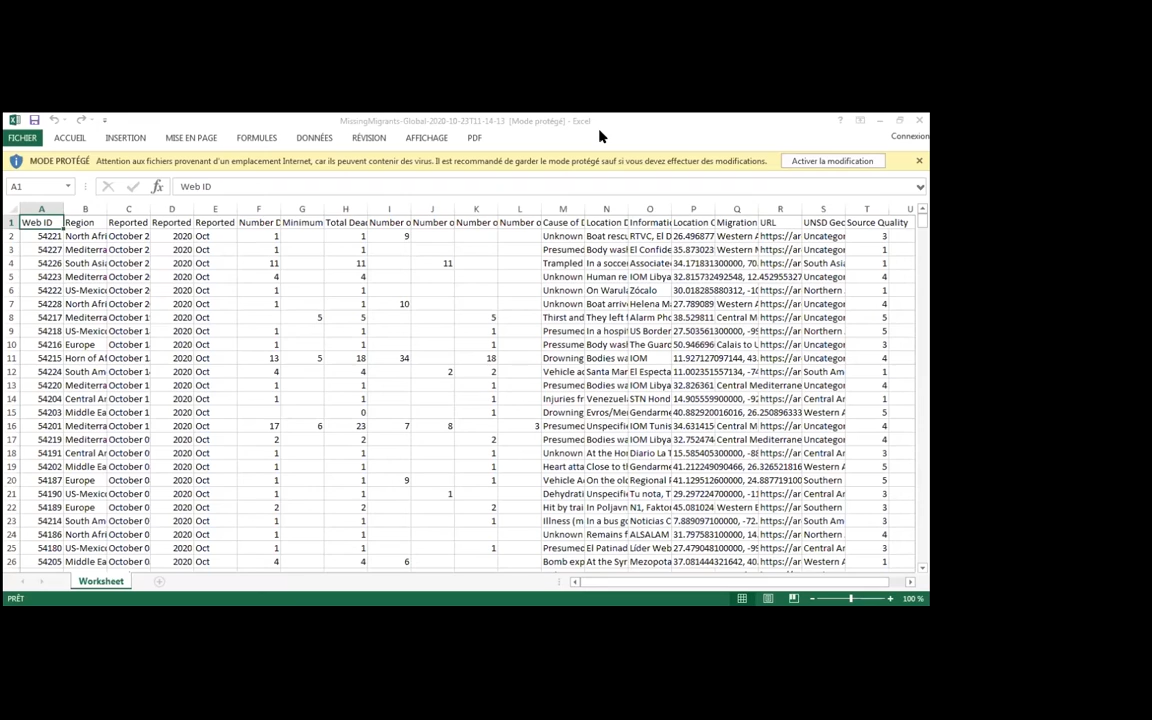 MissingMigrants-Global-2020-10-23T11-14-13 [Mode protégé] - Excel
FICHIER ACCUEIL INSERTION MISE EN PAGE FORMULES DONNÉES RÉVISION AFFICHAGE PDF Connexion
MODE PROTÉGÉ Attention aux fichiers provenant d'un emplacement Internet, car ils peuvent contenir des virus. Il est recommandé de garder le mode protégé sauf si vous devez effectuer des modifications. Activer la modification
A1 fx Web ID
A B C D E F G H I J K L M N O P Q R S T U
1 Web ID Region Reported Reported Reported Number D Minimum Total Dead Number o Number o Number o Number o Cause of D Location D Informati Location C Migration URL UNSD Geo Source Quality
2 54221 North Afri October 2 2020 Oct 1 1 9 Unknown Boat rescu RTVC, El D 26.496877 Western A https://ar Uncategor 3
3 54227 Mediterra October 2 2020 Oct 1 1 Presumed Body wash El Confide 35.873023 Western A https://ar Uncategor 1
4 54226 South Asia October 2 2020 Oct 11 11 11 Trampled In a soccer Associate 34.171831300000, 70. https://ar South Asia 1
5 54223 Mediterra October 2 2020 Oct 4 4 Unknown Human re IOM Libya 32.815732492548, 12.452955327 Uncategor 4
6 54222 US-Mexico October 2 2020 Oct 1 1 Unknown On Warula Zócalo 30.018285880312, -10 https://ar Northern 1
7 54228 North Afri October 2 2020 Oct 1 1 10 Unknown Boat arrive Helena Ma 27.789089 Western A https://ar Uncategor 4
8 54217 Mediterra October 1 2020 Oct 5 5 5 Thirst and They left f Alarm Pho 38.529811 Central M https://ar Uncategor 5
9 54218 US-Mexico October 1 2020 Oct 1 1 1 Presumed In a hospit US Border 27.503561300000, -99 https://ar Northern 5
10 54216 Europe October 1 2020 Oct 1 1 1 Pressume Body wash The Guard 50.946696 Calais to U https://ar Uncategor 3
11 54215 Horn of Af October 1 2020 Oct 13 5 18 34 18 Drowning Bodies wa IOM 11.927127097144, 43. https://ar Uncategor 4
12 54224 South Am October 1 2020 Oct 4 4 2 2 Vehicle ac Santa Mar El Especta 11.002351557134, -74 https://ar South Am 1
13 54220 Mediterra October 1 2020 Oct 1 1 1 Presumed Bodies wa IOM Libya 32.826361 Central Mediterrane Uncategor 4
14 54204 Central Am October 1 2020 Oct 1 1 1 Injuries fr Venezuela STN Hond 14.905559900000, -92 https://ar Central Ar 1
15 54203 Middle Ea October 1 2020 Oct 0 1 Drowning Evros/Me Gendarme 40.882920016016, 26.250896333 Western A 5
16 54201 Mediterra October 1 2020 Oct 17 6 23 7 8 3 Presumed Unspecifie IOM Tunis 34.631415 Central M https://ar Uncategor 4
17 54219 Mediterra October 0 2020 Oct 2 2 2 Unknown Bodies wa IOM Libya 32.752474 Central Mediterrane Uncategor 4
18 54191 Central Am October 0 2020 Oct 1 1 1 Unknown At the Hor Diario La T 15.585405300000, -88 https://ar Central Ar 3
19 54202 Middle Ea October 0 2020 Oct 1 1 1 Heart atta Close to th Gendarme 41.212249090466, 26.326521816 Western A 5
20 54187 Europe October 0 2020 Oct 1 1 9 1 Vehicle Ac On the old Regional P 41.129512600000, 24.887719100 Southern 5
21 54190 US-Mexico October 0 2020 Oct 1 1 1 Dehydrati Unspecifie Tu nota, T 29.297224700000, -11 https://ar Central Ar 3
22 54189 Europe October 0 2020 Oct 2 2 2 Hit by trai In Poljavn N1, Faktor 45.081024 Western B https://ar Southern 3
23 54214 South Am October 0 2020 Oct 1 1 1 Illness (m In a bus go Noticias C 7.889097100000, -72. https://ar South Am 3
24 54186 North Afri October 0 2020 Oct 1 1 Unknown Remains f ALSALAM 31.797583100000, 14. https://ar Northern 4
25 54180 US-Mexico October 0 2020 Oct 1 1 1 Presumed El Patinad Líder Web 27.479048100000, -99 https://ar Central Ar 3
26 54205 Middle Ea October 0 2020 Oct 4 4 6 Bomb exp At the Syr Mezopota 37.081444321642, 40. https://ar Western A 1
Worksheet
PRÊT 100 %